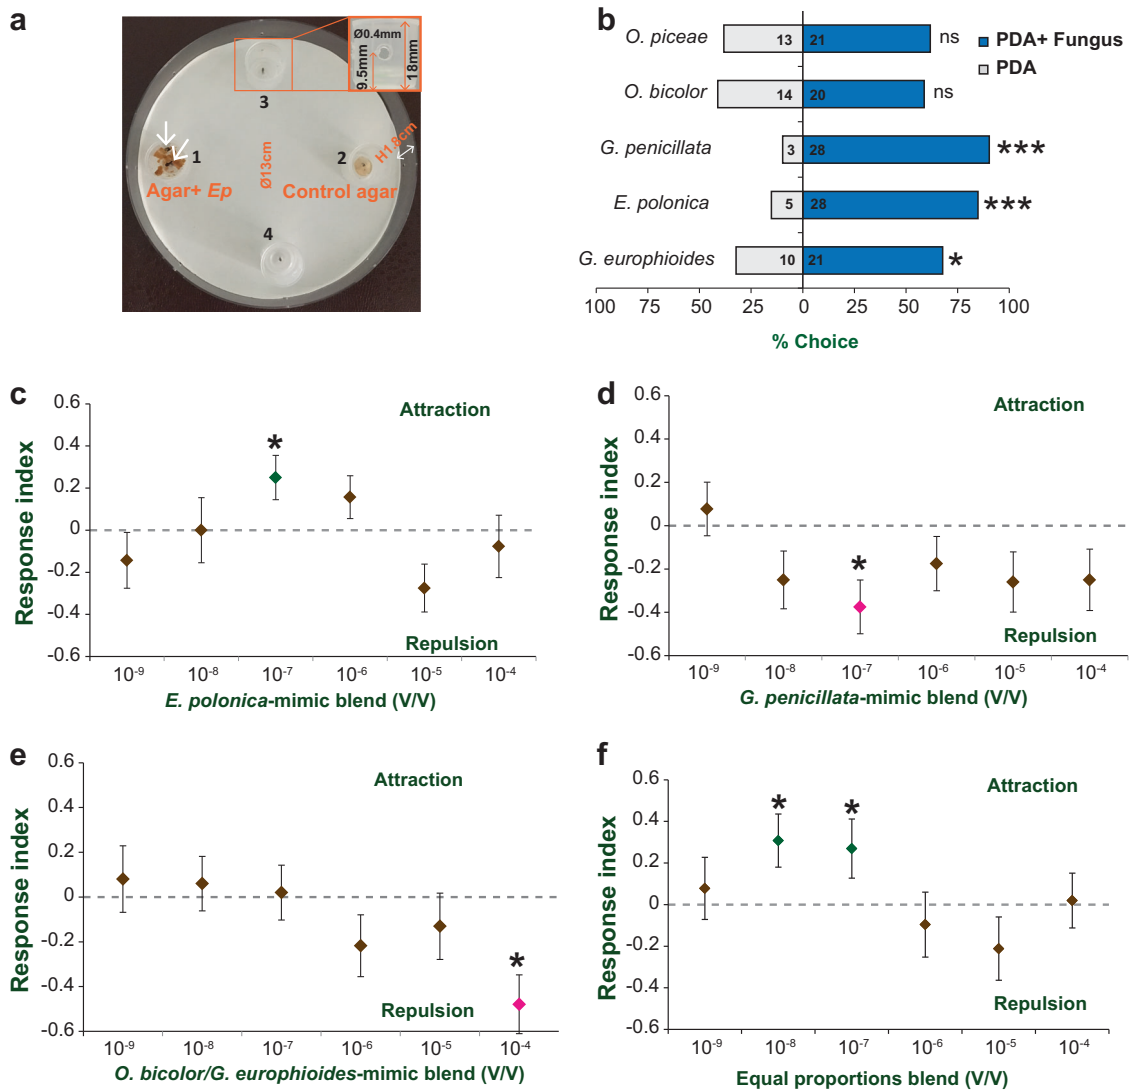 a
Ø0.4mm
9.5mm
18mm
3
1
2
H1.8cm
Ø13cm
Agar+ Ep
Control agar
4
b
O. piceae
13
21
ns
PDA+ Fungus
PDA
O. bicolor
14
20
ns
G. penicillata
3
28
***
E. polonica
5
28
***
G. europhioides
10
21
*
100 75 50 25 0 25 50 75 100
% Choice
c
0.6
0.4
0.2
0
-0.2
-0.4
-0.6
Response index
Attraction
*
Repulsion
10-9 10-8 10-7 10-6 10-5 10-4
E. polonica-mimic blend (V/V)
d
0.6
0.4
0.2
0
-0.2
-0.4
-0.6
Response index
Attraction
*
Repulsion
10-9 10-8 10-7 10-6 10-5 10-4
G. penicillata-mimic blend (V/V)
e
0.6
0.4
0.2
0
-0.2
-0.4
-0.6
Response index
Attraction
*
Repulsion
10-9 10-8 10-7 10-6 10-5 10-4
O. bicolor/G. europhioides-mimic blend (V/V)
f
0.6
0.4
0.2
0
-0.2
-0.4
-0.6
Response index
Attraction
* *
Repulsion
10-9 10-8 10-7 10-6 10-5 10-4
Equal proportions blend (V/V)